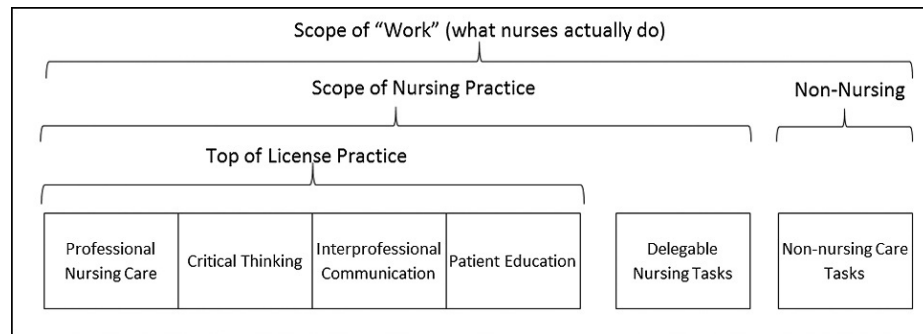 Scope of “Work” (what nurses actually do)
Scope of Nursing Practice
Non-Nursing
Top of License Practice
Professional
Nursing Care
Critical Thinking
Interprofessional
Communication
Patient Education
Delegable
Nursing Tasks
Non-nursing Care
Tasks